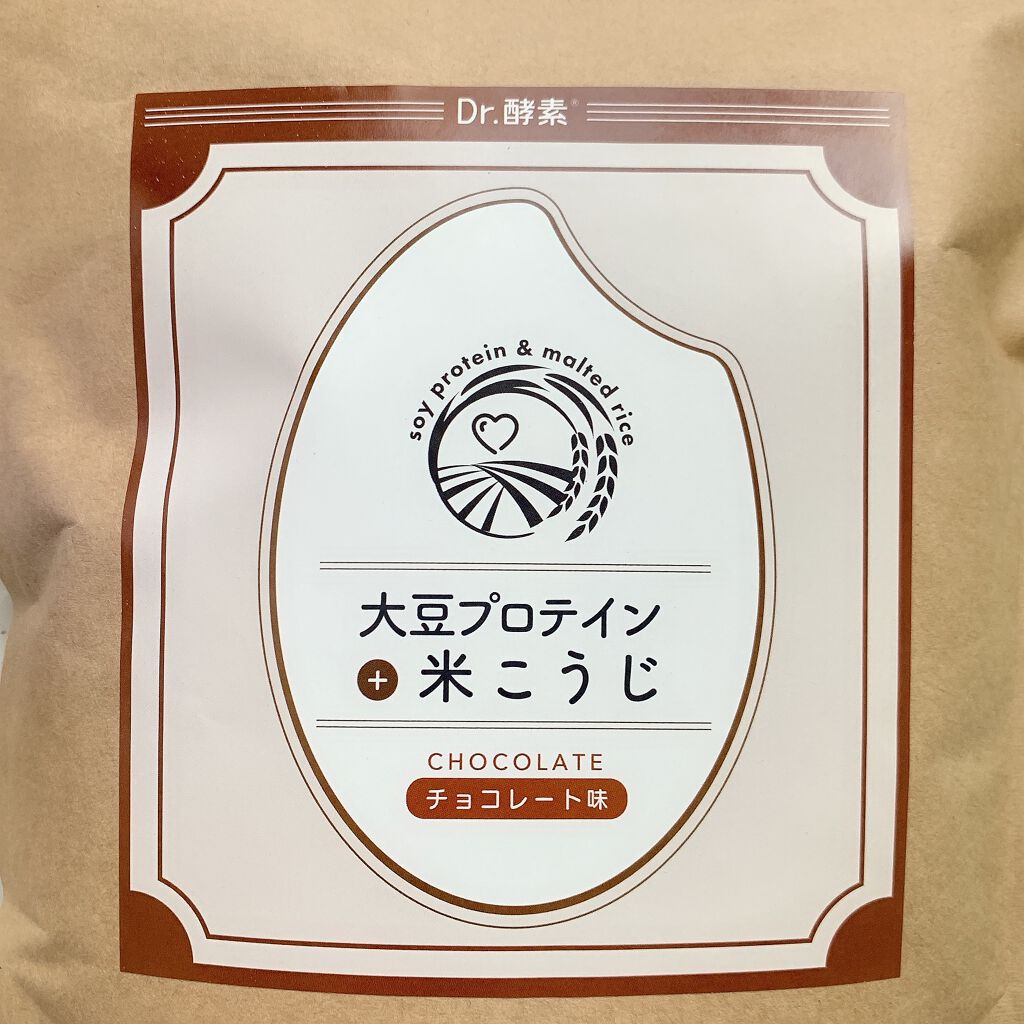 Dr.酵素®
soy protein & malted rice
大豆プロテイン
+米こうじ
CHOCOLATE
チョコレート味